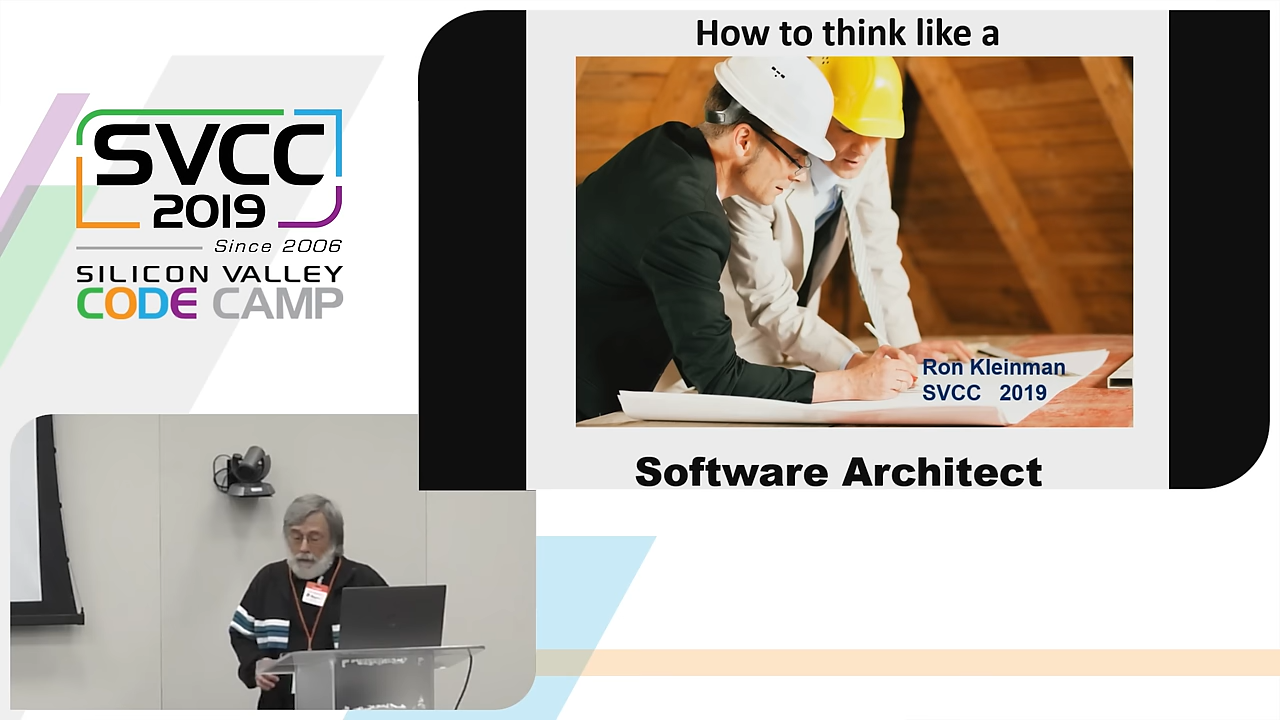 SVCC
2019
Since 2006
SILICON VALLEY
CODE CAMP
How to think like a
Ron Kleinman
SVCC 2019
Software Architect